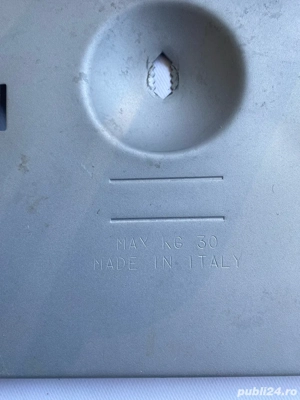 MAX KG 30
MADE IN ITALY
publi24.ro